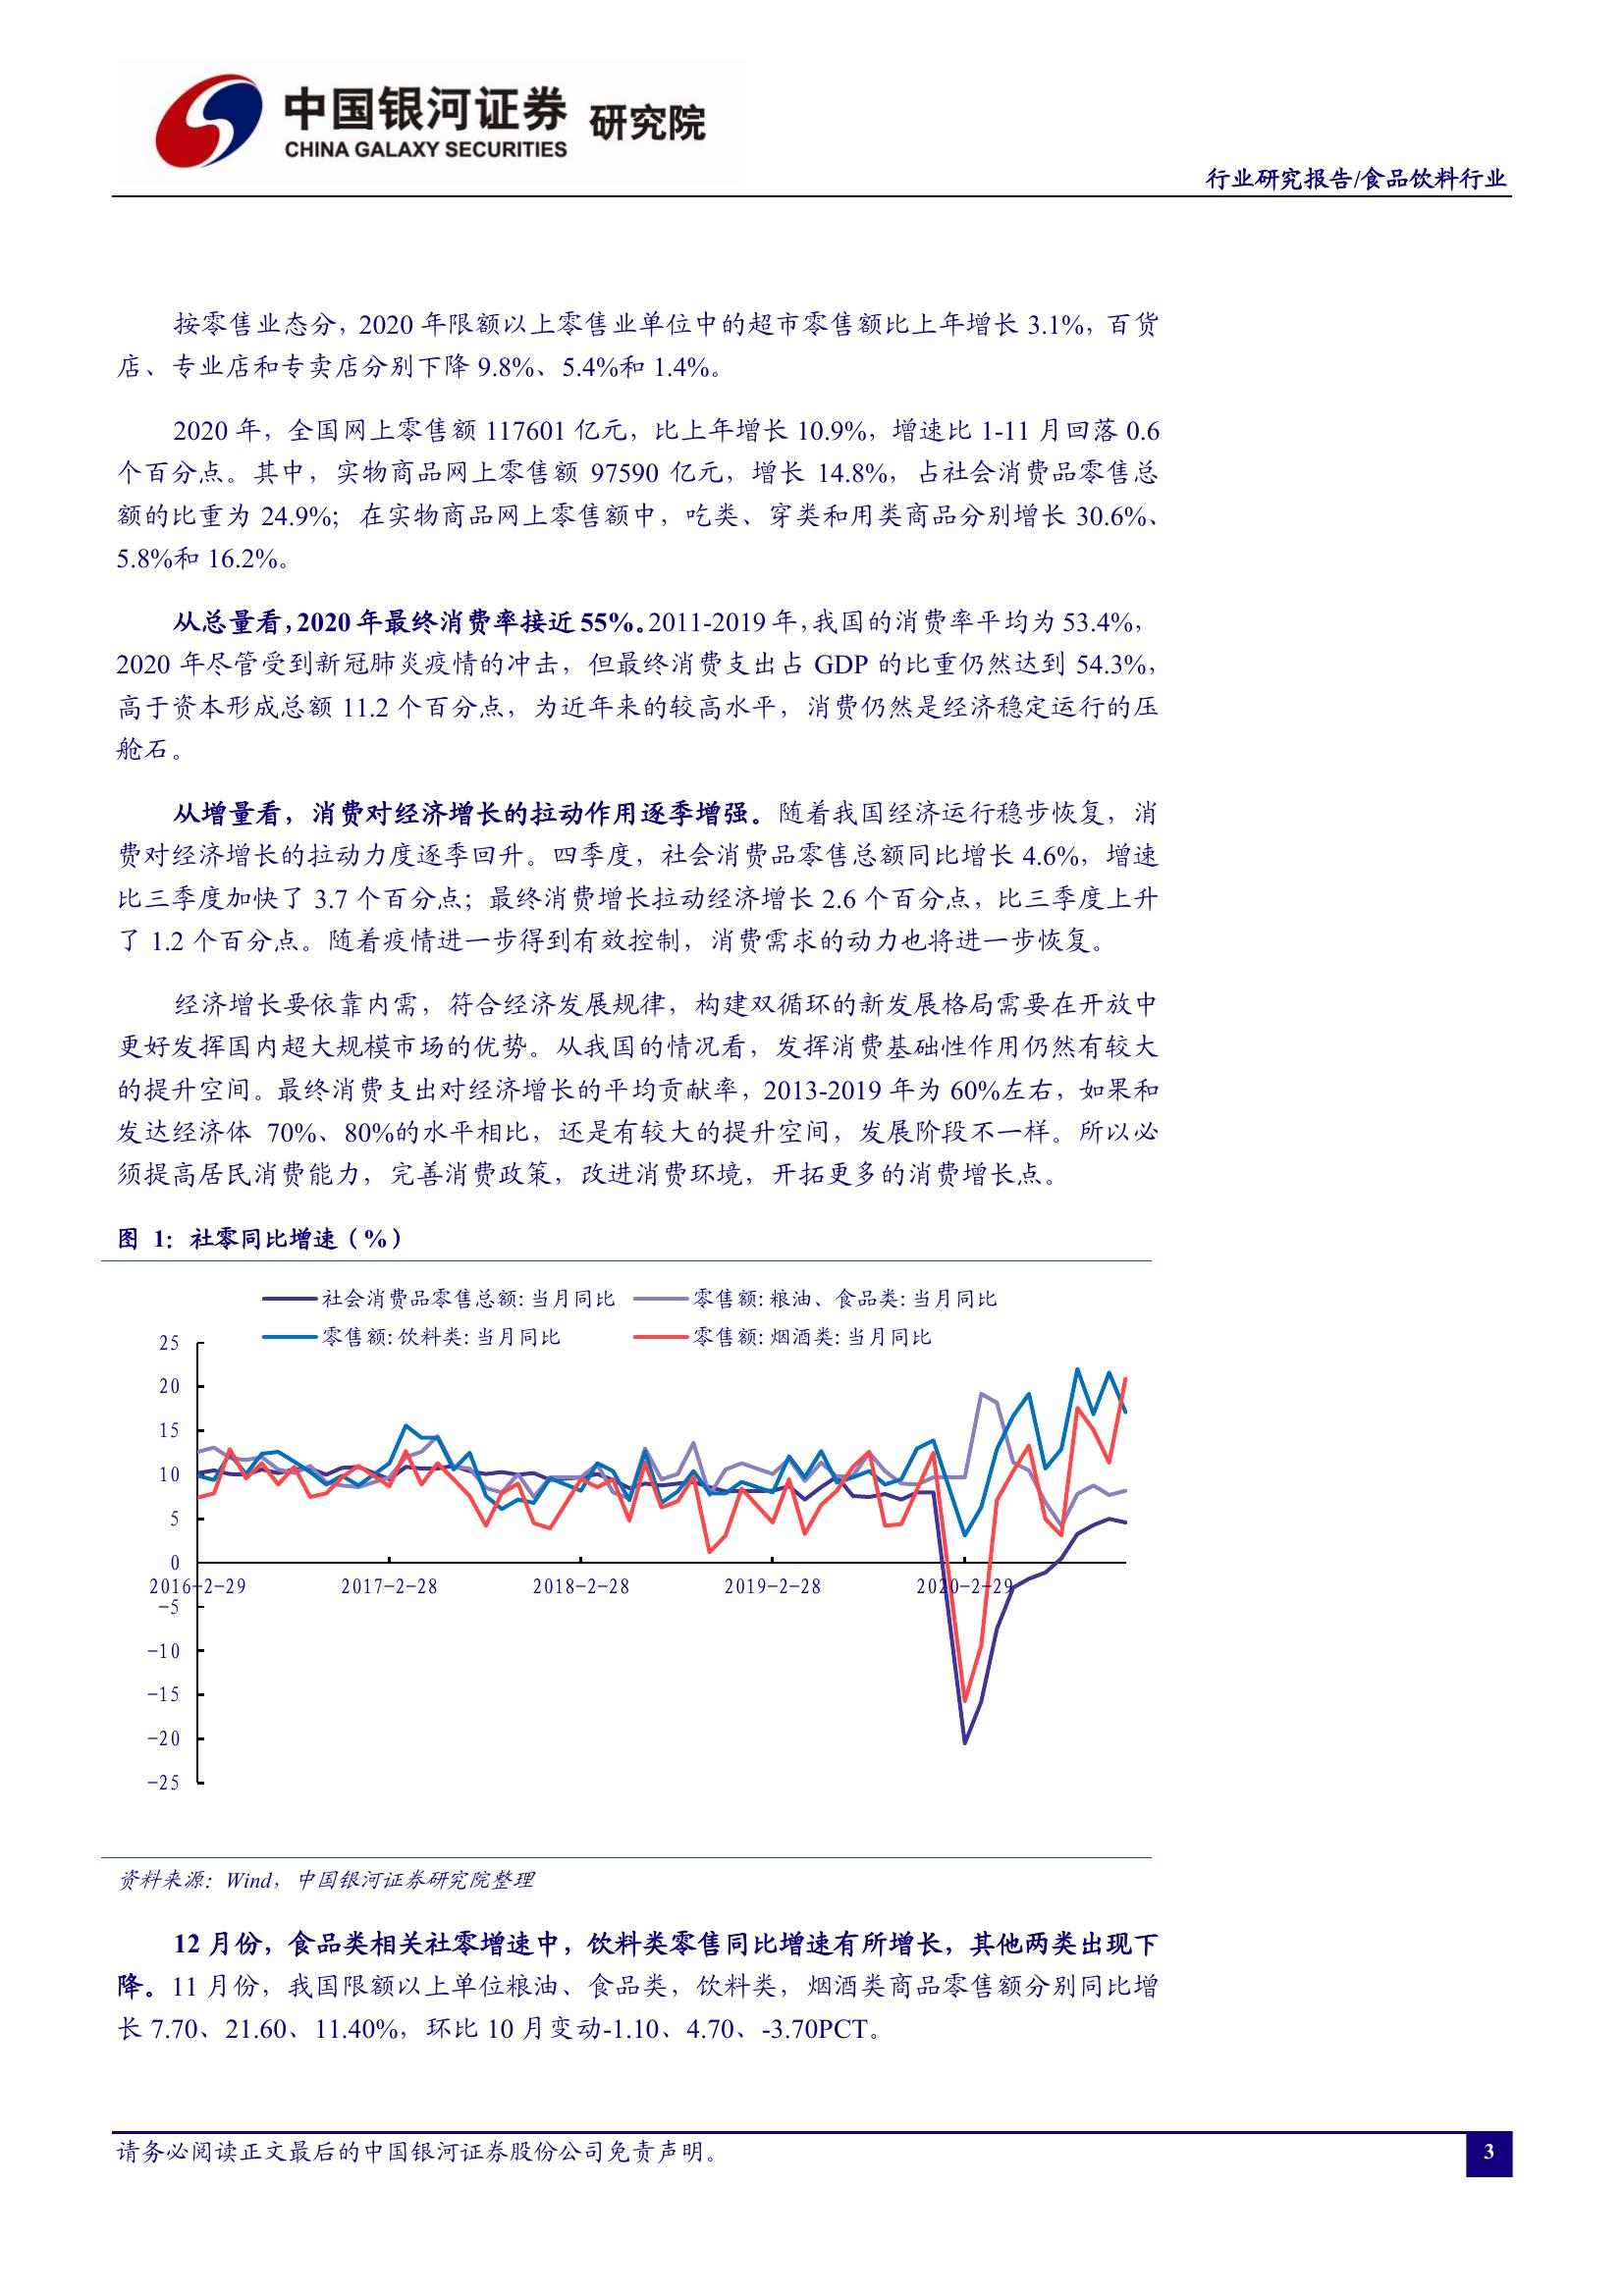 中国银河证券 研究院
CHINA GALAXY SECURITIES
行业研究报告/食品饮料行业
按零售业态分，2020 年限额以上零售业单位中的超市零售额比上年增长 3.1%，百货
店、专业店和专卖店分别下降 9.8%、5.4%和 1.4%。
2020 年，全国网上零售额 117601 亿元，比上年增长 10.9%，增速比 1-11 月回落 0.6
个百分点。其中，实物商品网上零售额 97590 亿元，增长 14.8%，占社会消费品零售总
额的比重为 24.9%；在实物商品网上零售额中，吃类、穿类和用类商品分别增长 30.6%、
5.8%和 16.2%。
从总量看，2020 年最终消费率接近 55%。2011-2019 年，我国的消费率平均为 53.4%，
2020 年尽管受到新冠肺炎疫情的冲击，但最终消费支出占 GDP 的比重仍然达到 54.3%，
高于资本形成总额 11.2 个百分点，为近年来的较高水平，消费仍然是经济稳定运行的压
舱石。
从增量看，消费对经济增长的拉动作用逐季增强。随着我国经济运行稳步恢复，消
费对经济增长的拉动力度逐季回升。四季度，社会消费品零售总额同比增长 4.6%，增速
比三季度加快了 3.7 个百分点；最终消费增长拉动经济增长 2.6 个百分点，比三季度上升
了 1.2 个百分点。随着疫情进一步得到有效控制，消费需求的动力也将进一步恢复。
经济增长要依靠内需，符合经济发展规律，构建双循环的新发展格局需要在开放中
更好发挥国内超大规模市场的优势。从我国的情况看，发挥消费基础性作用仍然有较大
的提升空间。最终消费支出对经济增长的平均贡献率，2013-2019 年为 60%左右，如果和
发达经济体 70%、80%的水平相比，还是有较大的提升空间，发展阶段不一样。所以必
须提高居民消费能力，完善消费政策，改进消费环境，开拓更多的消费增长点。
图 1：社零同比增速（%）
社会消费品零售总额:当月同比 零售额:粮油、食品类:当月同比
零售额:饮料类:当月同比 零售额:烟酒类:当月同比
25
20
15
10
5
0
2016-2-29 2017-2-28 2018-2-28 2019-2-28 2020-2-29
-5
-10
-15
-20
-25
资料来源：Wind，中国银河证券研究院整理
12 月份，食品类相关社零增速中，饮料类零售同比增速有所增长，其他两类出现下
降。11 月份，我国限额以上单位粮油、食品类，饮料类，烟酒类商品零售额分别同比增
长 7.70、21.60、11.40%，环比 10 月变动-1.10、4.70、-3.70PCT。
请务必阅读正文最后的中国银河证券股份公司免责声明。
3